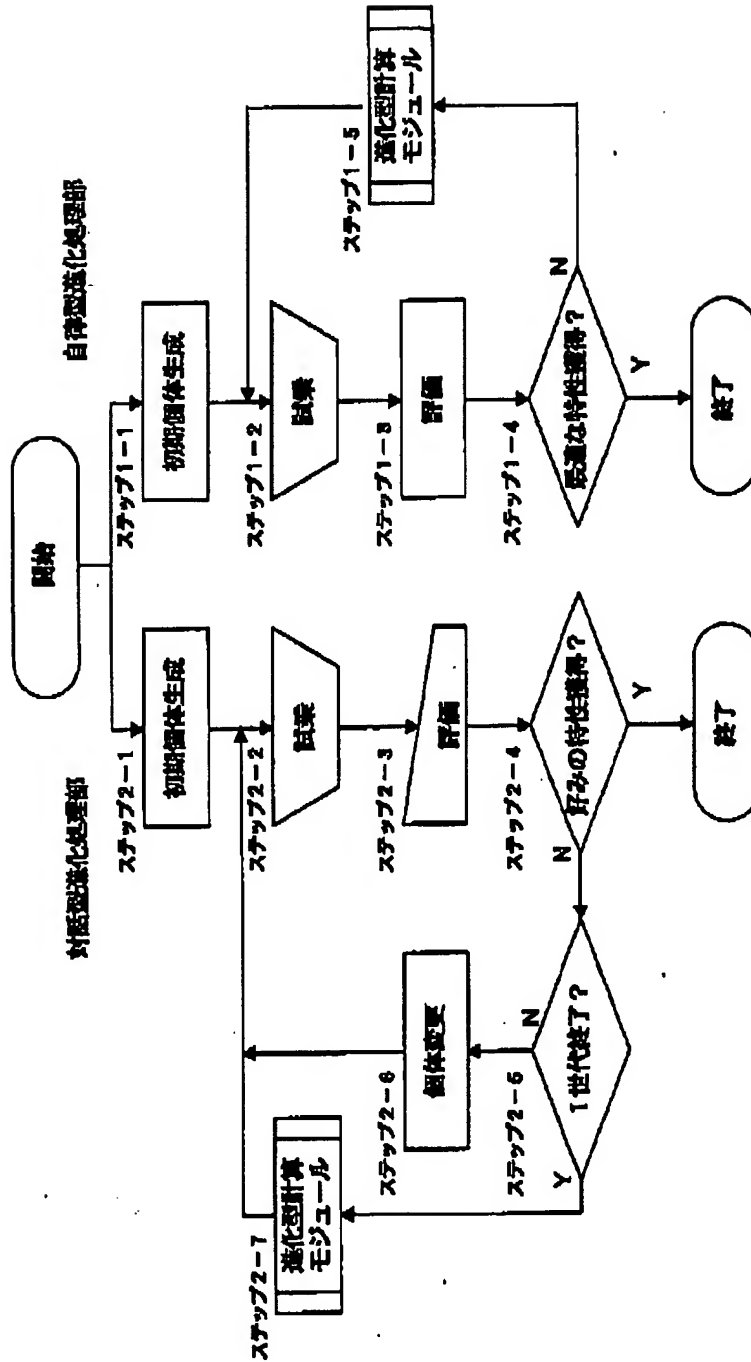 開始
対話型進化処理部
ステップ2-1
初期個体生成
ステップ2-2
試乗
ステップ2-3
評価
ステップ2-4
好みの特性獲得?
Y
N
終了
ステップ2-5
1世代終了?
N
Y
ステップ2-6
個体変更
ステップ2-7
進化型計算
モジュール
自律型進化処理部
ステップ1-1
初期個体生成
ステップ1-2
試乗
ステップ1-3
評価
ステップ1-4
最適な特性獲得?
Y
N
終了
ステップ1-5
進化型計算
モジュール